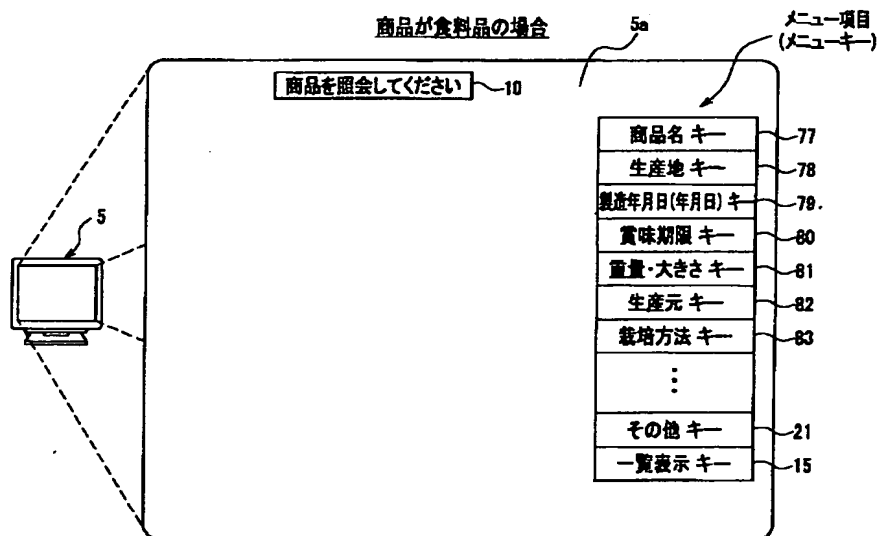 商品が食料品の場合
5a
メニュー項目
(メニューキー)
商品を照会してください
10
商品名 キー
77
生産地 キー
78
製造年月日(年月日) キー
79
賞味期限 キー
80
重量・大きさ キー
81
生産元 キー
82
栽培方法 キー
83
⋮
その他 キー
21
一覧表示 キー
15
5